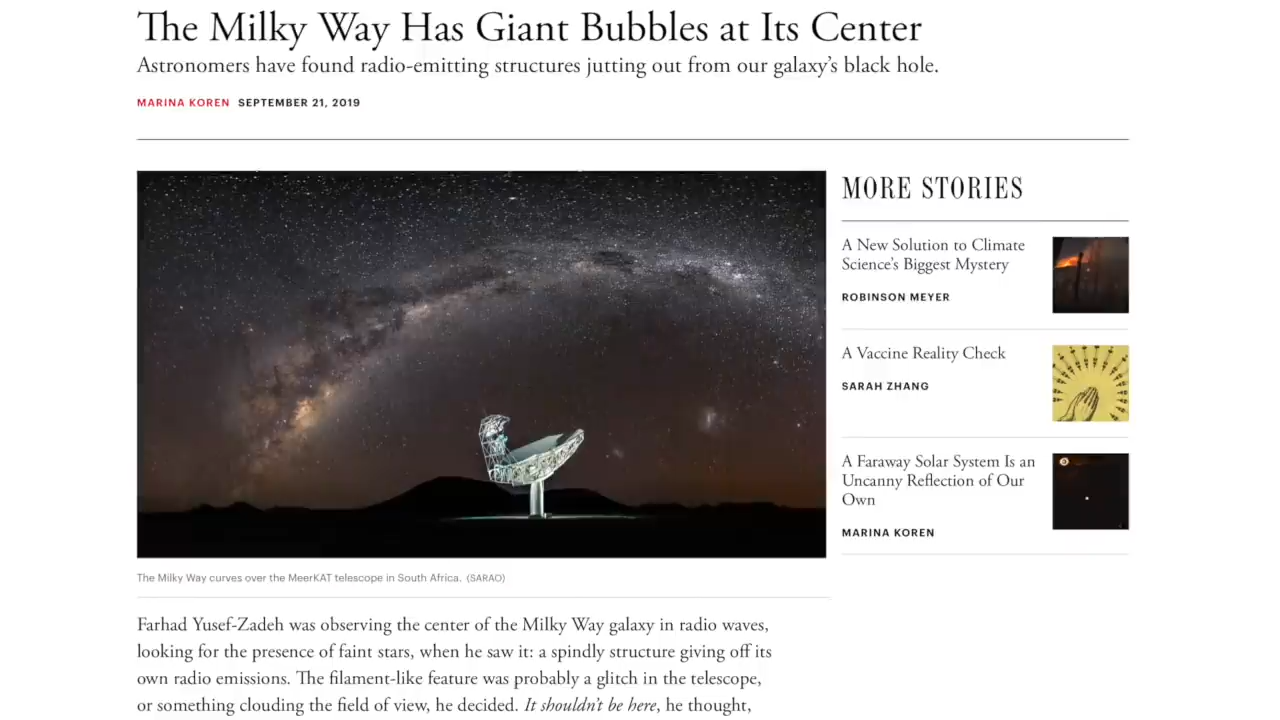 The Milky Way Has Giant Bubbles at Its Center
Astronomers have found radio-emitting structures jutting out from our galaxy’s black hole.
MARINA KOREN SEPTEMBER 21, 2019
MORE STORIES
A New Solution to Climate
Science’s Biggest Mystery
ROBINSON MEYER
A Vaccine Reality Check
SARAH ZHANG
A Faraway Solar System Is an
Uncanny Reflection of Our
Own
MARINA KOREN
The Milky Way curves over the MeerKAT telescope in South Africa. (SARAO)
Farhad Yusef-Zadeh was observing the center of the Milky Way galaxy in radio waves,
looking for the presence of faint stars, when he saw it: a spindly structure giving off its
own radio emissions. The filament-like feature was probably a glitch in the telescope,
or something clouding the field of view, he decided. It shouldn’t be here, he thought,